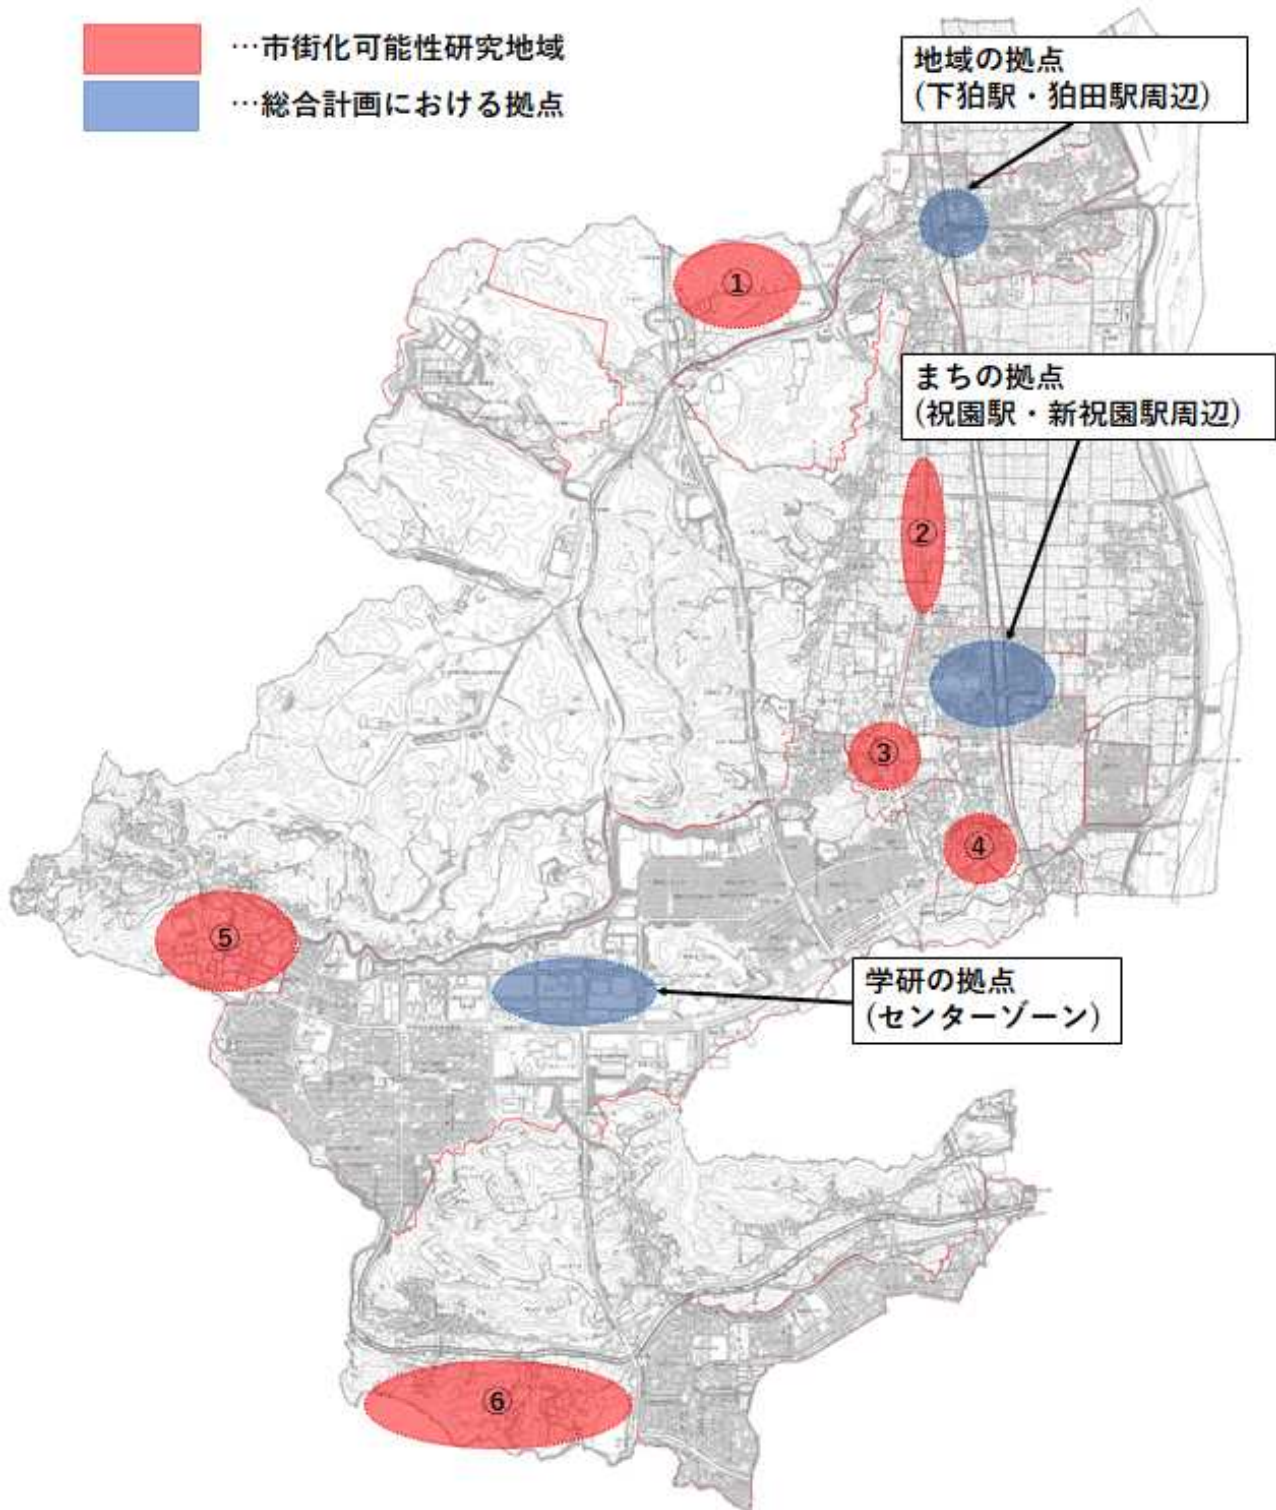 …市街化可能性研究地域
…総合計画における拠点
地域の拠点
(下狛駅・狛田駅周辺)
①
まちの拠点
(祝園駅・新祝園駅周辺)
②
③
④
⑤
学研の拠点
(センターゾーン)
⑥